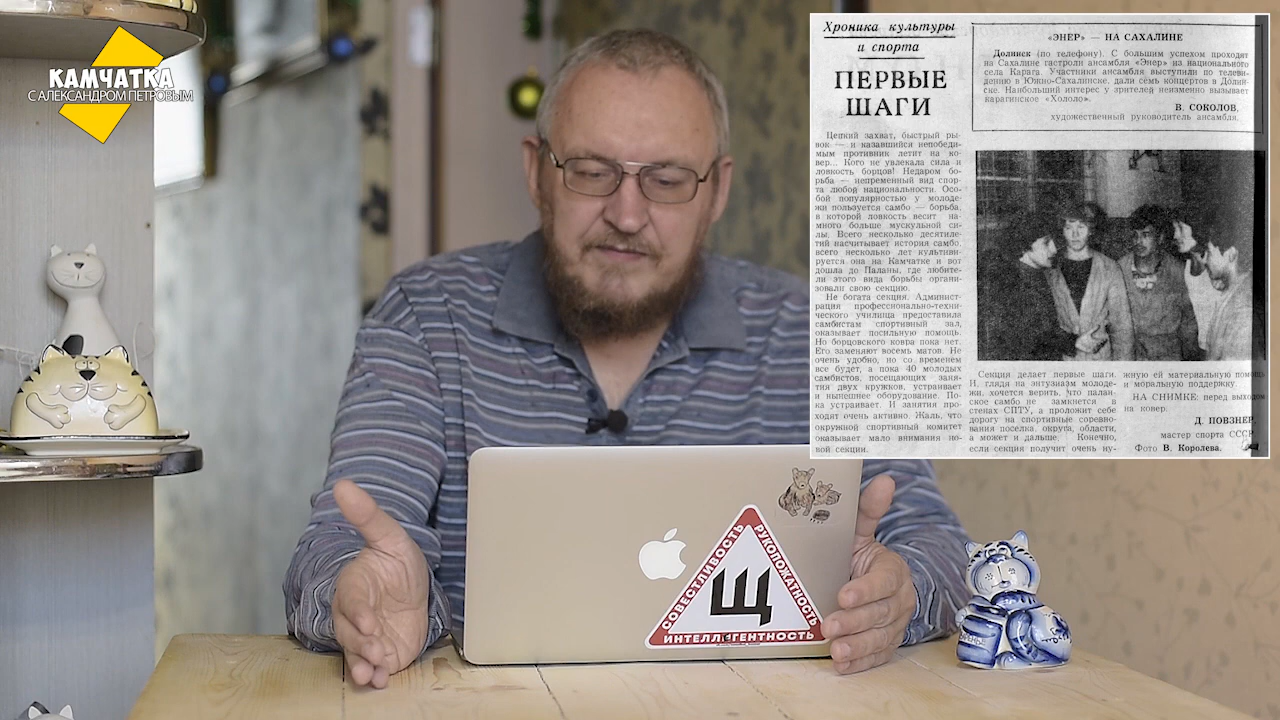 КАМЧАТКА
С АЛЕКСАНДРОМ ПЕТРОВЫМ
Хроника культуры
и спорта
ПЕРВЫЕ
ШАГИ
Цепкий захват, быстрый ры-
вок — и казавшийся непобеди-
мым противник летит на ко-
вер... Кого не увлекала сила и
ловкость борцов! Недаром бо-
рьба — непременный вид спор-
та любой национальности. Осо-
бой популярностью у молоде-
жи пользуется самбо — борьба,
в которой ловкость весит на-
много больше мускульной си-
лы. Всего несколько десятиле-
тий насчитывает история самбо,
всего несколько лет культиви-
руется она на Камчатке и вот
дошла до Паланы, где любите-
ли этого вида борьбы органи-
зовали свою секцию.
Не богата секция. Админист-
рация профессионально-техни-
ческого училища предоставила
самбистам спортивный зал,
оказывает посильную помощь.
Но борцовского ковра пока нет.
Его заменяют восемь матов. Не
очень удобно, но со временем
все будет, а пока 40 молодых
самбистов, посещающих заня-
тия двух кружков, устраивает
и нынешнее оборудование. По-
ка устраивает. И занятия про-
ходят очень активно. Жаль, что
окружной спортивный комитет
оказывает мало внимания но-
вой секции.
«ЭНЕР» — НА САХАЛИНЕ
Долинск (по телефону). С большим успехом проходят
на Сахалине гастроли ансамбля «Энер» из национального
села Карага. Участники ансамбля выступили по телеви-
дению в Южно-Сахалинске, дали семь концертов в Долин-
ске. Наибольший интерес у зрителей неизменно вызывает
карагинское «Хололо».
В. СОКОЛОВ,
художественный руководитель ансамбля.
Секция делает первые шаги.
И, глядя на энтузиазм молоде-
жи, хочется верить, что палан-
ское самбо не замкнется в
стенах СПТУ, а проложит себе
дорогу на спортивные соревно-
вания поселка, округа, области,
а может и дальше. Конечно,
если секция получит очень ну-
жную ей материальную помощь
и моральную поддержку.
НА СНИМКЕ: перед выходом
на ковер.
Д. ПОВЗНЕР,
мастер спорта СССР.
Фото В. Королева.
СОВЕСТЛИВОСТЬ
РУКОПОЖАТНОСТЬ
Щ
ИНТЕЛЛИГЕНТНОСТЬ